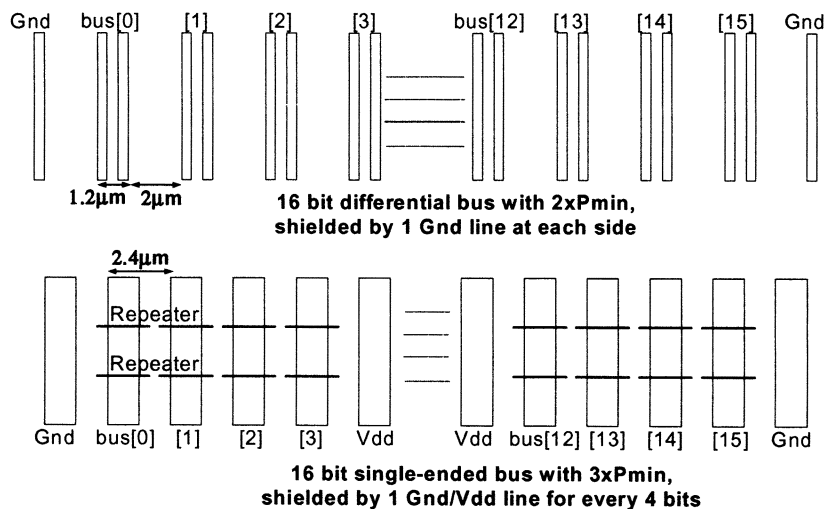 Gnd bus[0] [1] [2] [3] bus[12] [13] [14] [15] Gnd
1.2µm 2µm
16 bit differential bus with 2xPmin,
shielded by 1 Gnd line at each side
2.4µm
Repeater
Repeater
Gnd bus[0] [1] [2] [3] Vdd Vdd bus[12] [13] [14] [15] Gnd
16 bit single-ended bus with 3xPmin,
shielded by 1 Gnd/Vdd line for every 4 bits